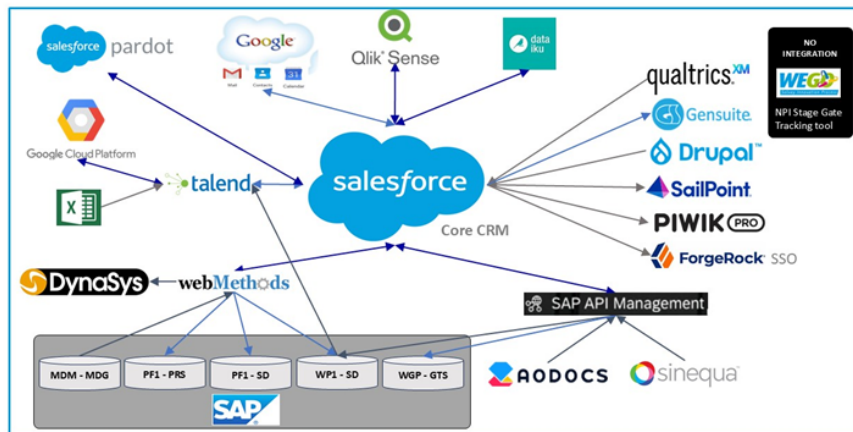 salesforce pardot
Google
Mail
Contacts
Calendar
Qlik Sense
data
iku
NO
INTEGRATION
WEGO
NPI Stage Gate
Tracking tool
qualtrics.XM
Gensuite
Drupal™
SailPoint
PIWIK PRO
ForgeRock SSO
Google Cloud Platform
talend
salesforce
Core CRM
DynaSys
webMethods
SAP API Management
MDM - MDG
PF1 - PRS
PF1 - SD
WP1 - SD
WGP - GTS
SAP
AODOCS
sinequa